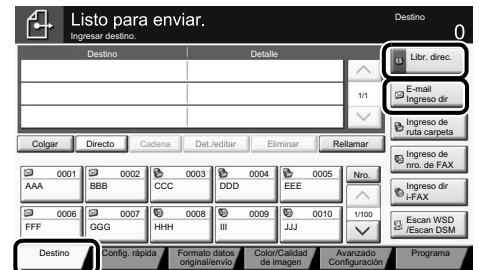 Listo para enviar.
Ingresar destino.
Destino
0
Destino Detalle
1/1
Libr. direc.
E-mail
Ingreso dir
Ingreso de
ruta carpeta
Ingreso de
nro. de FAX
Ingreso dir
i-FAX
Escan WSD
/Escan DSM
Colgar Directo Cadena Det./editar Eliminar Rellamar
0001 0002 0003 0004 0005 Nro.
AAA BBB CCC DDD EEE
0006 0007 0008 0009 0010 1/100
FFF GGG HHH III JJJ
Destino Config. rápida Formato datos
original/envío Color/Calidad
de imagen Avanzado
Configuración Programa